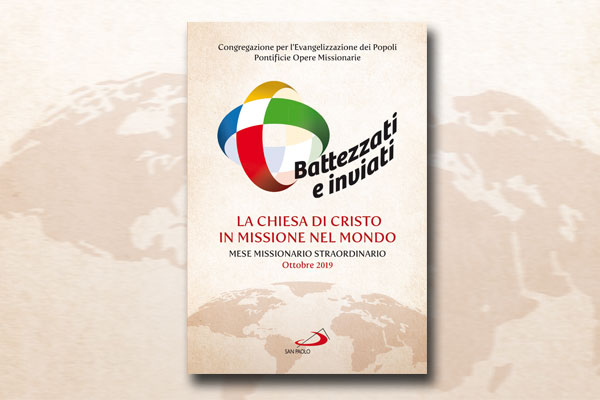 Congregazione per l'Evangelizzazione dei Popoli
Pontificie Opere Missionarie
Battezzati
e inviati
LA CHIESA DI CRISTO
IN MISSIONE NEL MONDO
MESE MISSIONARIO STRAORDINARIO
Ottobre 2019
SAN PAOLO